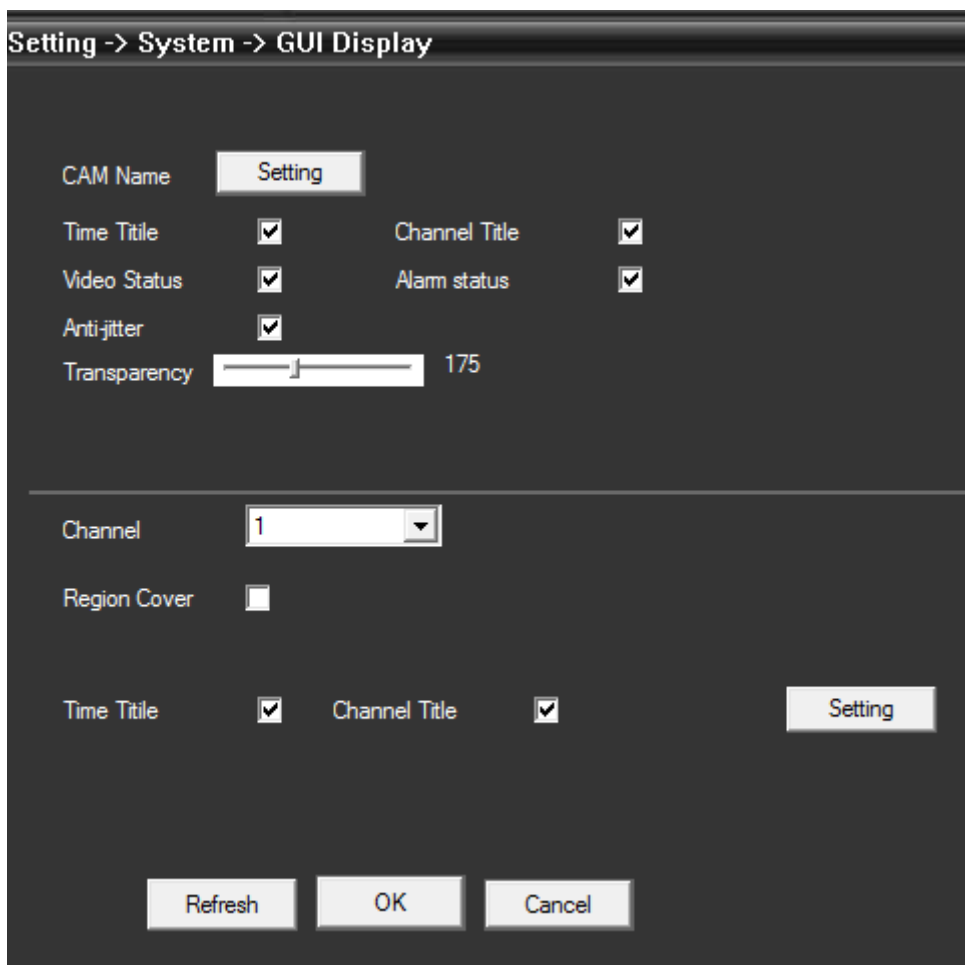 Setting -> System -> GUI Display
CAM Name Setting
Time Titile Channel Title
Video Status Alarm status
Anti-jitter
Transparency 175
Channel 1
Region Cover
Time Titile Channel Title Setting
Refresh OK Cancel